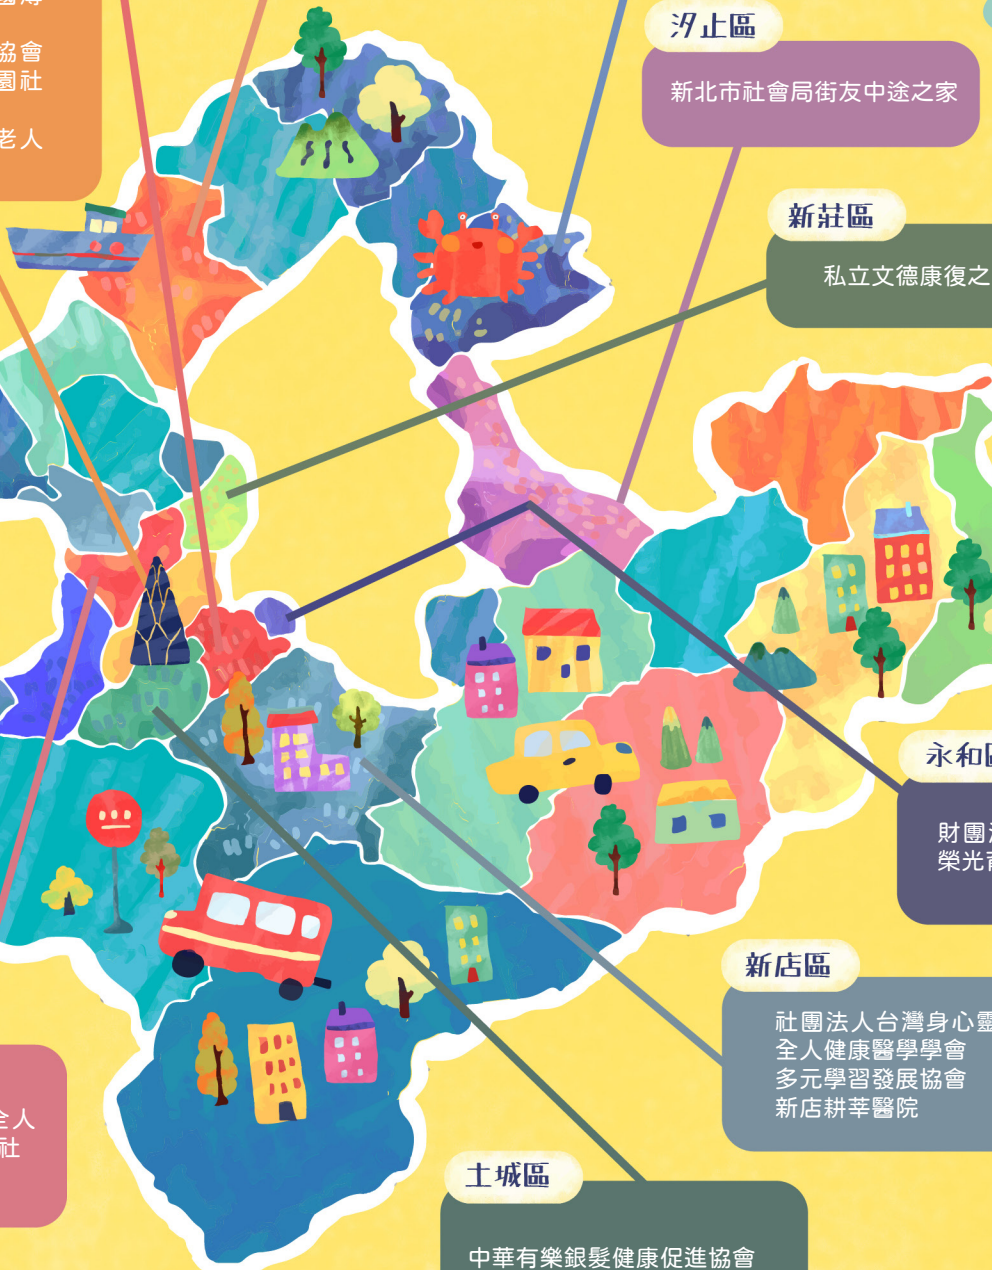 協會
園社
老人
汐止區
新北市社會局街友中途之家
新莊區
私立文德康復之
永和區
財團
榮光
新店區
社團法人台灣身心靈
全人健康醫學學會
多元學習發展協會
新店耕莘醫院
全人
社
土城區
中華有樂銀髮健康促進協會